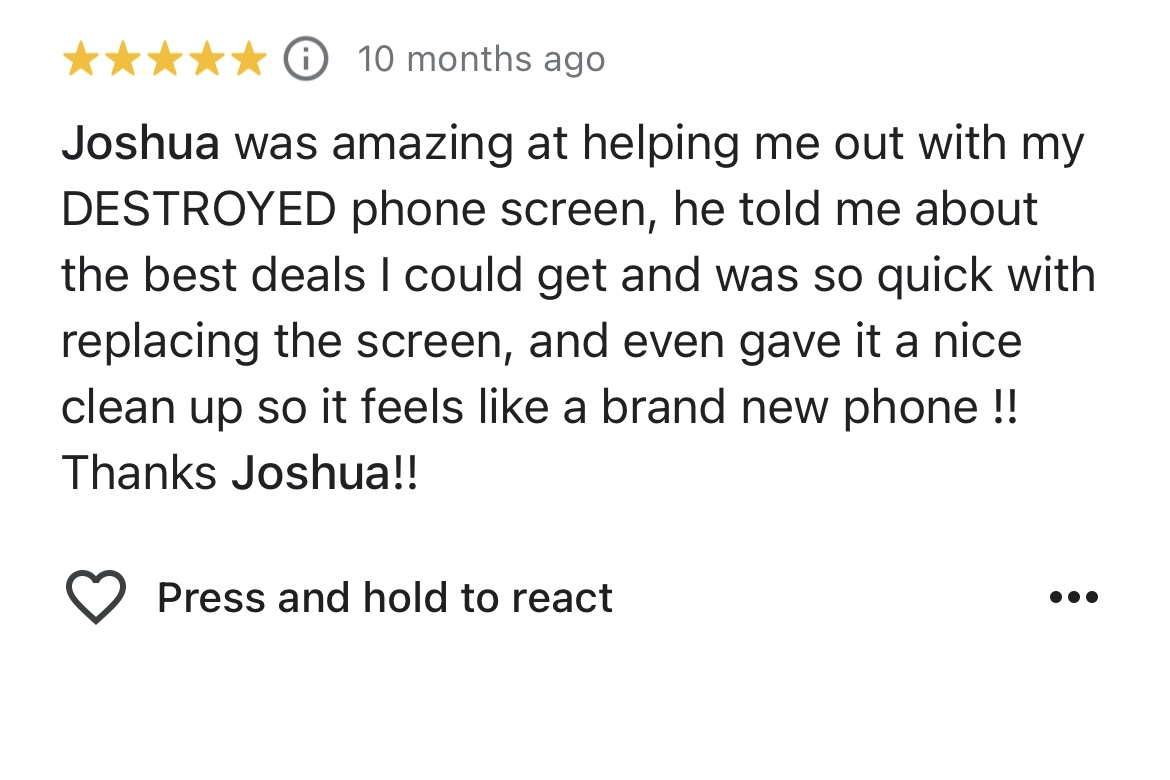 10 months ago
Joshua was amazing at helping me out with my
DESTROYED phone screen, he told me about
the best deals I could get and was so quick with
replacing the screen, and even gave it a nice
clean up so it feels like a brand new phone !!
Thanks Joshua!!
Press and hold to react